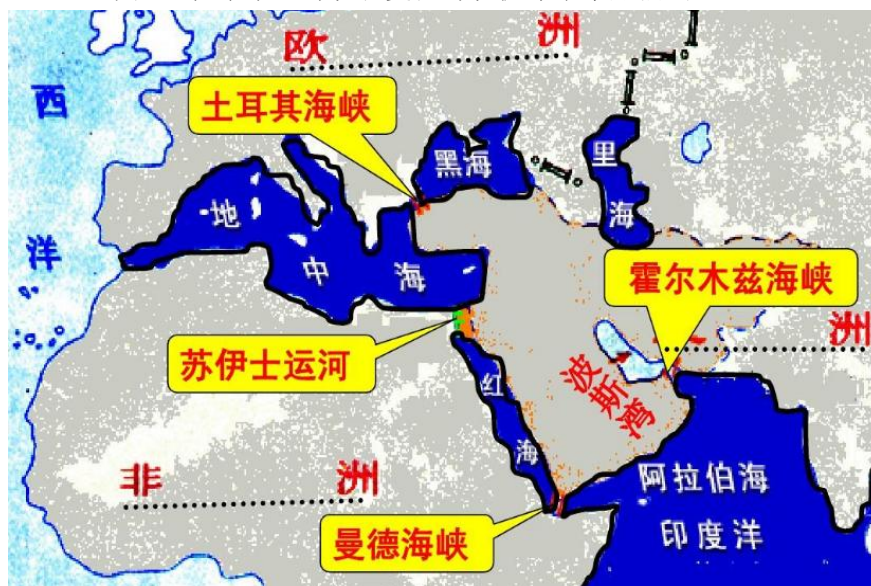 欧 洲
西
洋
土耳其海峡
黑海
里
海
地
中
海
霍尔木兹海峡
洲
苏伊士运河
红
海
波斯湾
非 洲
阿拉伯海
印度洋
曼德海峡